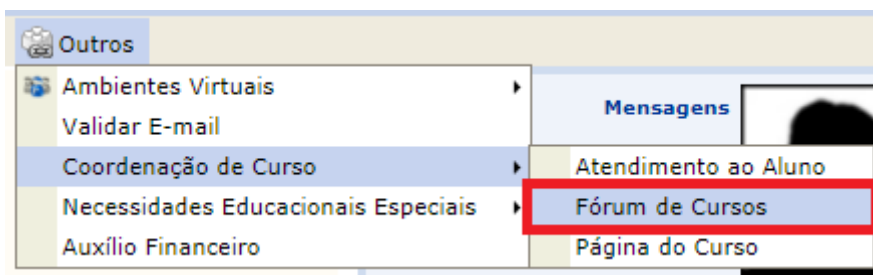 Outros
Ambientes Virtuais
Validar E-mail
Coordenação de Curso
Necessidades Educacionais Especiais
Auxílio Financeiro
Mensagens
Atendimento ao Aluno
Fórum de Cursos
Página do Curso